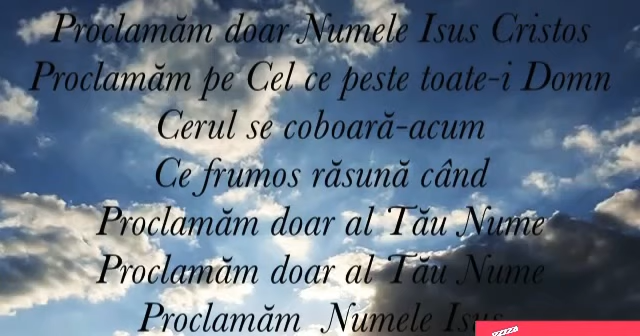 Proclamăm doar Numele Isus Cristos
Proclamăm pe Cel ce peste toate-i Domn
Cerul se coboară-acum
Ce frumos răsună când
Proclamăm doar al Tău Nume
Proclamăm doar al Tău Nume
Proclamăm Numele Isus